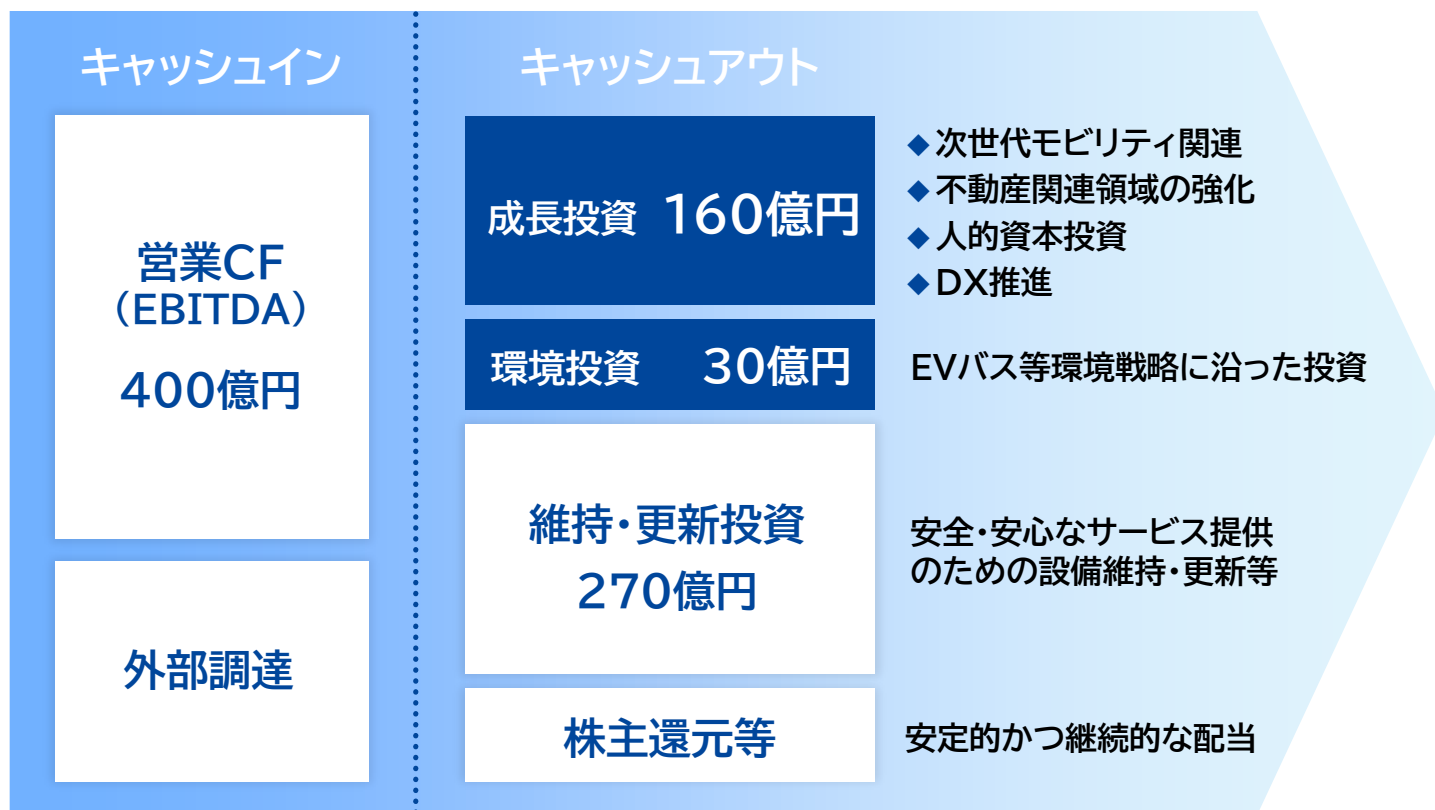 キャッシュイン
営業CF
（EBITDA）
400億円
外部調達
キャッシュアウト
成長投資 160億円
◆次世代モビリティ関連
◆不動産関連領域の強化
◆人的資本投資
◆DX推進
環境投資 30億円
EVバス等環境戦略に沿った投資
維持・更新投資
270億円
安全・安心なサービス提供
のための設備維持・更新等
株主還元等
安定的かつ継続的な配当